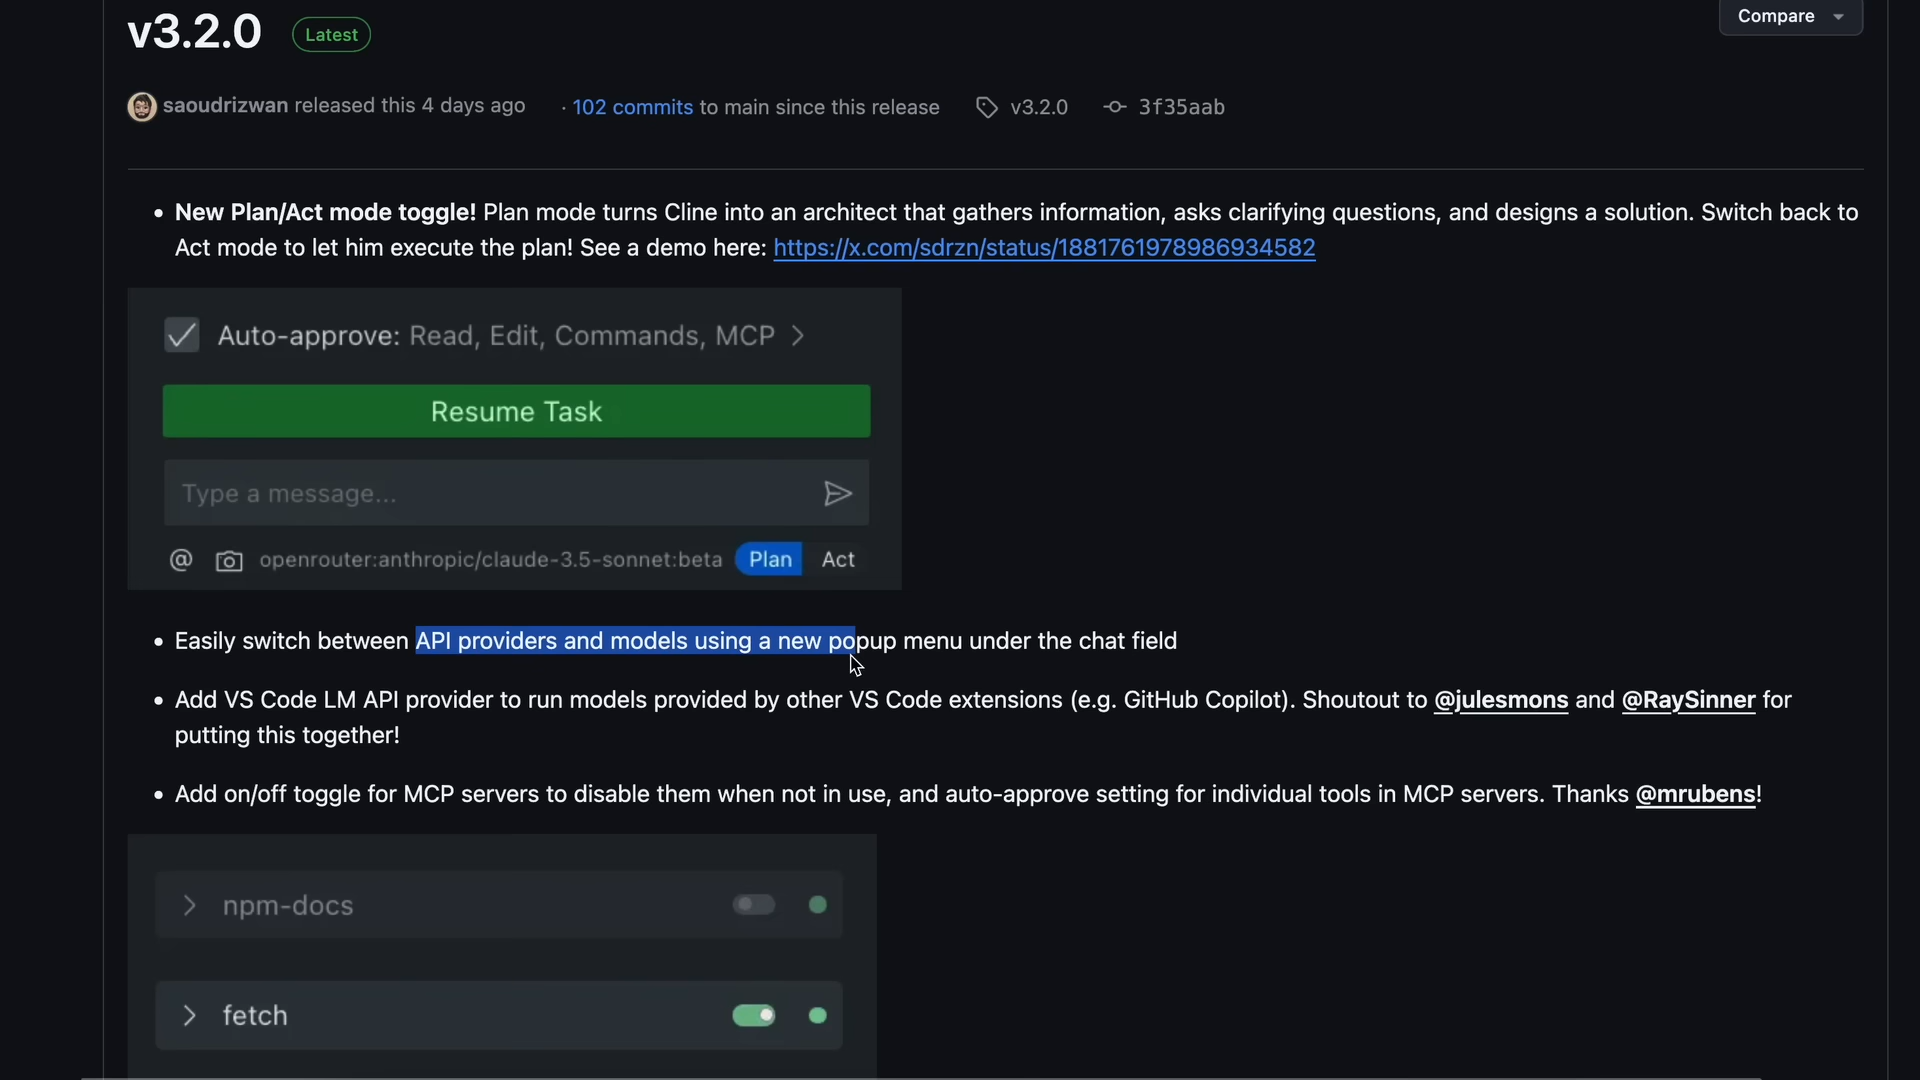 v3.2.0 Latest Compare
saoudrizwan released this 4 days ago · 102 commits to main since this release v3.2.0 3f35aab
• New Plan/Act mode toggle! Plan mode turns Cline into an architect that gathers information, asks clarifying questions, and designs a solution. Switch back to
Act mode to let him execute the plan! See a demo here: https://x.com/sdrzn/status/1881761978986934582
Auto-approve: Read, Edit, Commands, MCP >
Resume Task
Type a message...
@ openrouter:anthropic/claude-3.5-sonnet:beta Plan Act
• Easily switch between API providers and models using a new popup menu under the chat field
• Add VS Code LM API provider to run models provided by other VS Code extensions (e.g. GitHub Copilot). Shoutout to @julesmons and @RaySinner for
putting this together!
• Add on/off toggle for MCP servers to disable them when not in use, and auto-approve setting for individual tools in MCP servers. Thanks @mrubens!
> npm-docs
> fetch